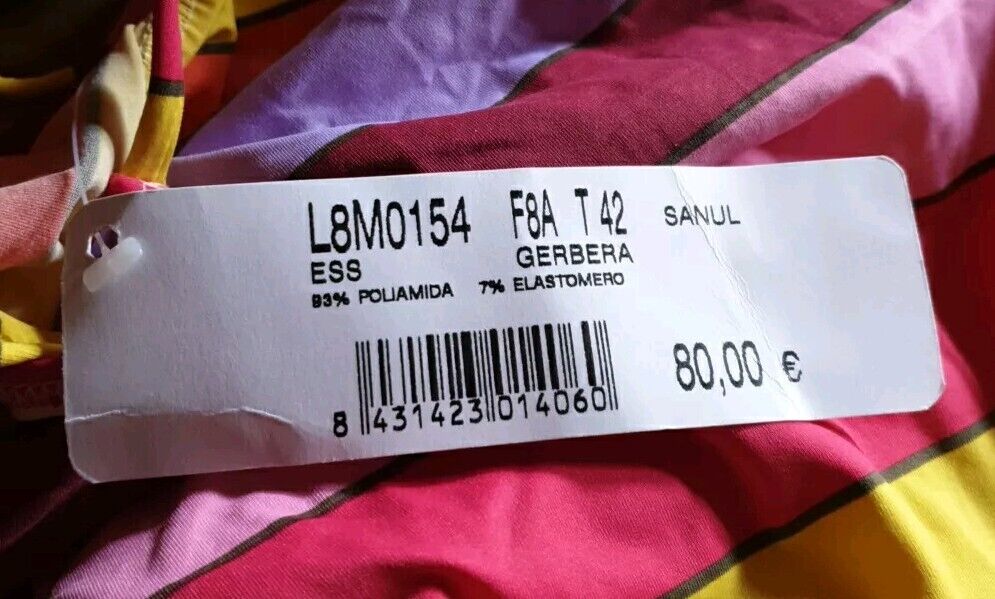 L8M0154 F8A T 42 SANUL
ESS GERBERA
93% POLIAMIDA 7% ELASTOMERO
80,00 €
8 431423 014060